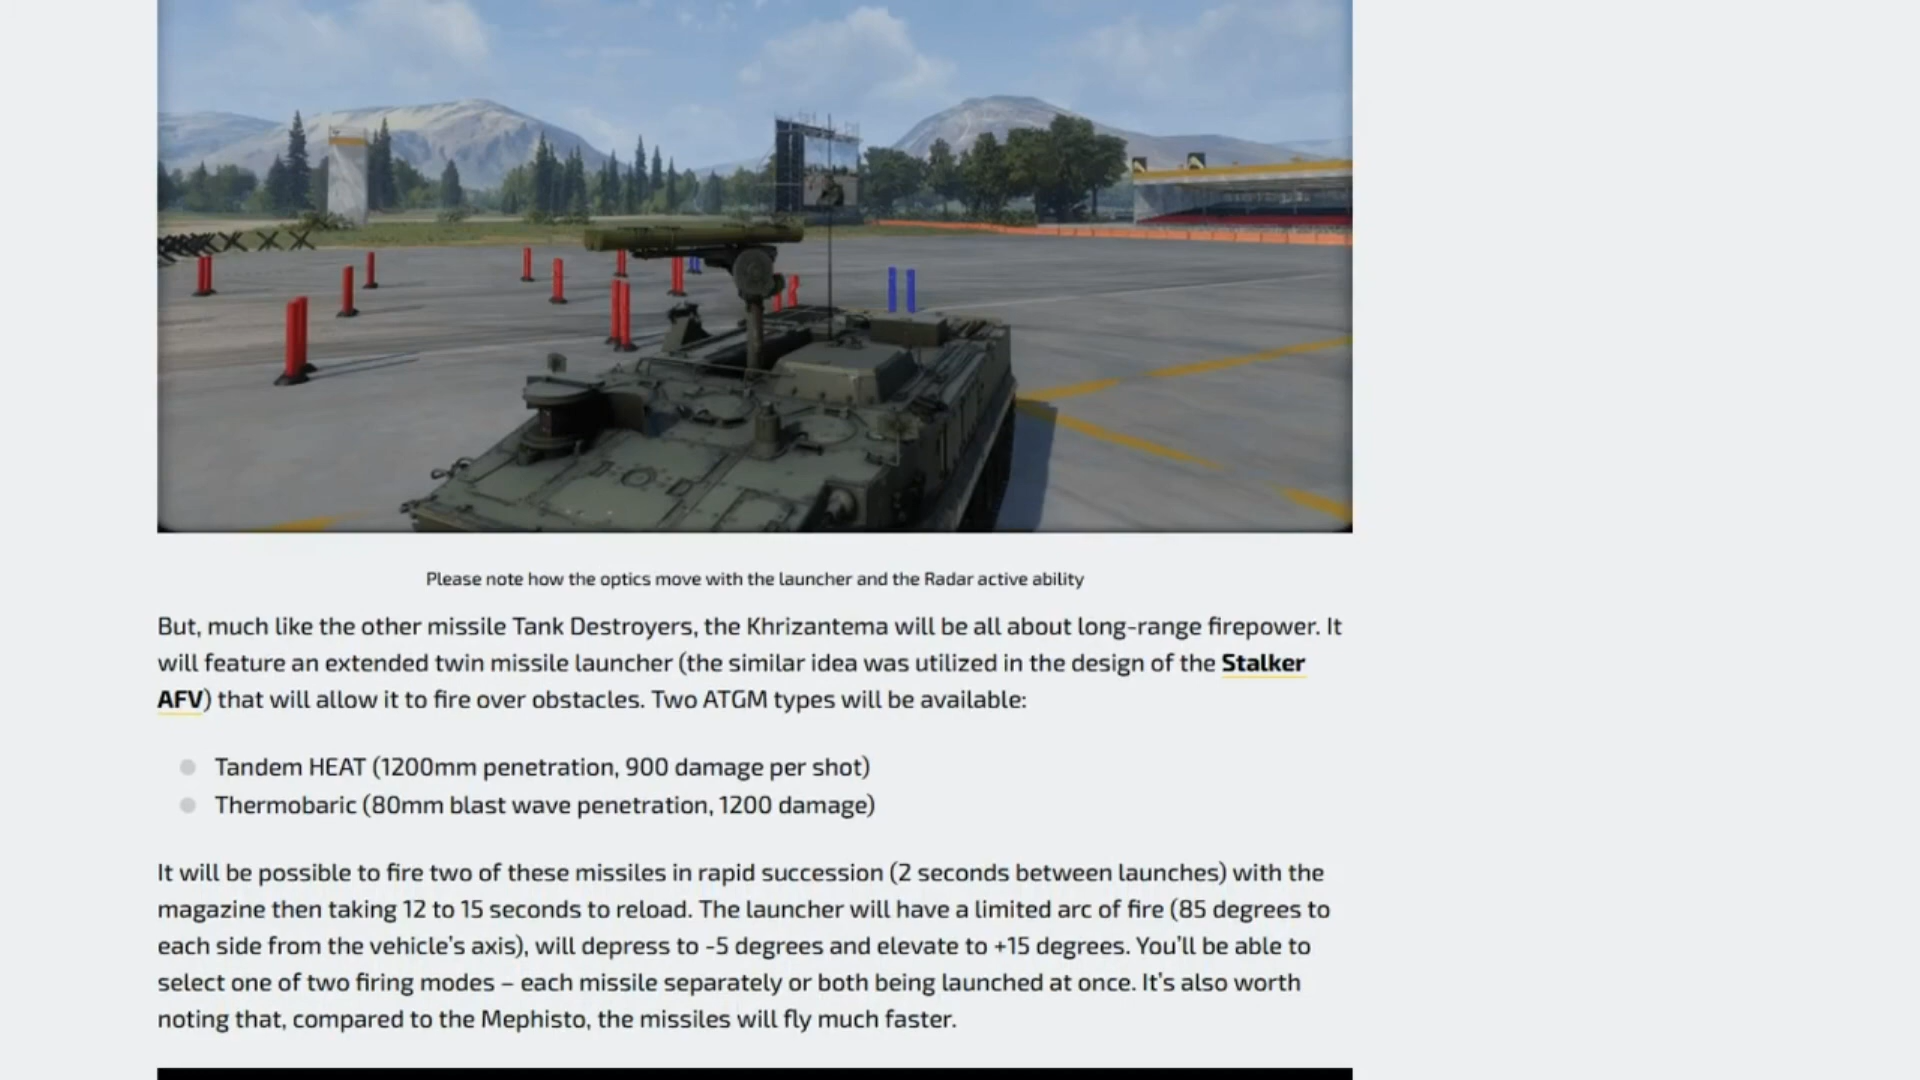 Please note how the optics move with the launcher and the Radar active ability
But, much like the other missile Tank Destroyers, the Khrizantema will be all about long-range firepower. It
will feature an extended twin missile launcher (the similar idea was utilized in the design of the Stalker
AFV) that will allow it to fire over obstacles. Two ATGM types will be available:
Tandem HEAT (1200mm penetration, 900 damage per shot)
Thermobaric (80mm blast wave penetration, 1200 damage)
It will be possible to fire two of these missiles in rapid succession (2 seconds between launches) with the
magazine then taking 12 to 15 seconds to reload. The launcher will have a limited arc of fire (85 degrees to
each side from the vehicle's axis), will depress to -5 degrees and elevate to +15 degrees. You'll be able to
select one of two firing modes – each missile separately or both being launched at once. It's also worth
noting that, compared to the Mephisto, the missiles will fly much faster.